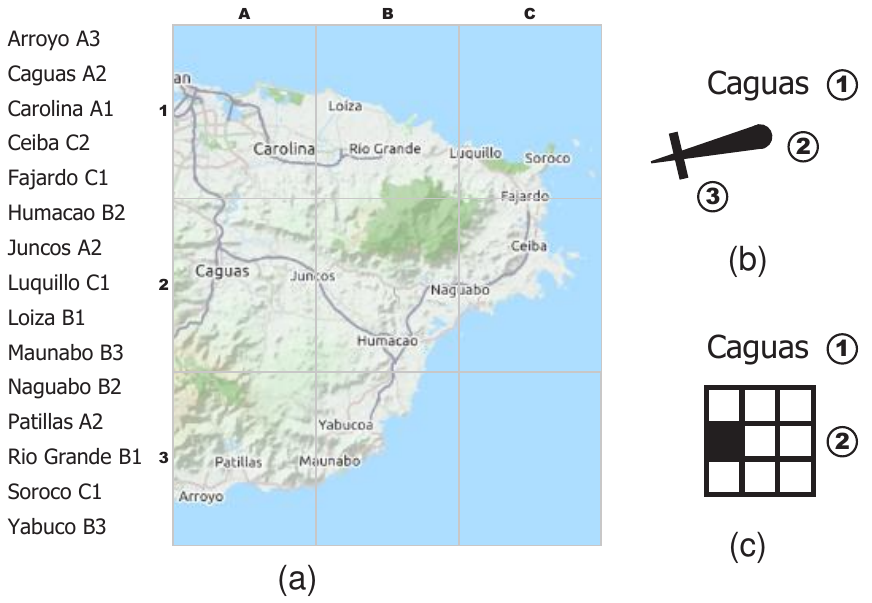 Arroyo A3
Caguas A2
Carolina A1
Ceiba C2
Fajardo C1
Humacao B2
Juncos A2
Luquillo C1
Loiza B1
Maunabo B3
Naguabo B2
Patillas A2
Rio Grande B1
Soroco C1
Yabuco B3
A B C
1
2
3
an
Loíza
Carolina
Río Grande
Luquillo
Soroco
Fajardo
Ceiba
Caguas
Juncos
Naguabo
Humacao
Yabucoa
Patillas
Maunabo
Arroyo
(a)
Caguas 1
2
3
(b)
Caguas 1
2
(c)